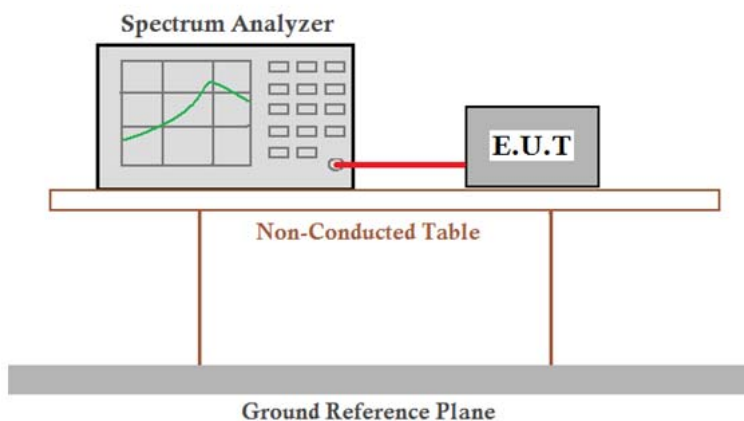 Spectrum Analyzer
E.U.T
Non-Conducted Table
Ground Reference Plane